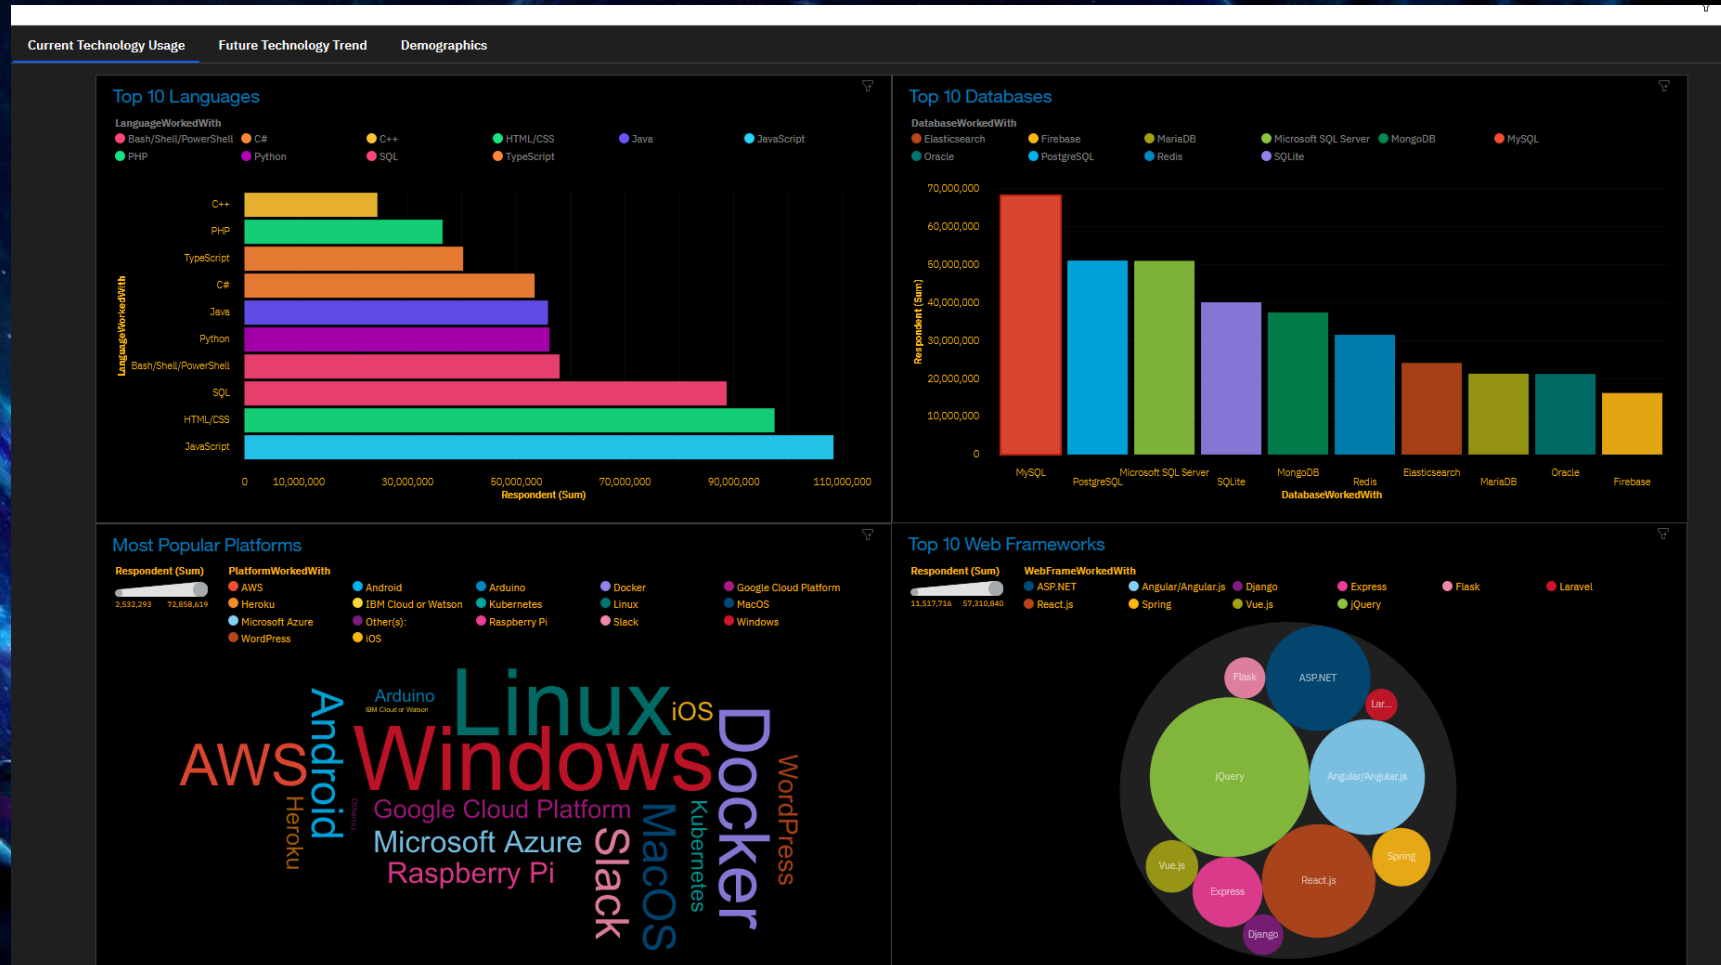 Current Technology Usage Future Technology Trend Demographics
Top 10 Languages
LanguageWorkedWith
Bash/Shell/PowerShell C# C++ HTML/CSS Java JavaScript
PHP Python SQL TypeScript
LanguageWorkedWith
C++
PHP
TypeScript
C#
Java
Python
Bash/Shell/PowerShell
SQL
HTML/CSS
JavaScript
0 10,000,000 30,000,000 50,000,000 70,000,000 90,000,000 110,000,000
Respondent (Sum)
Top 10 Databases
DatabaseWorkedWith
Elasticsearch Firebase MariaDB Microsoft SQL Server MongoDB MySQL
Oracle PostgreSQL Redis SQLite
Respondent (Sum)
70,000,000
60,000,000
50,000,000
40,000,000
30,000,000
20,000,000
10,000,000
0
MySQL PostgreSQL Microsoft SQL Server SQLite MongoDB Redis Elasticsearch MariaDB Oracle Firebase
DatabaseWorkedWith
Most Popular Platforms
Respondent (Sum) PlatformWorkedWith
2,532,293 72,858,619
AWS Android Arduino Docker Google Cloud Platform
Heroku IBM Cloud or Watson Kubernetes Linux MacOS
Microsoft Azure Other(s): Raspberry Pi Slack Windows
WordPress iOS
Linux
Arduino
IBM Cloud or Watson
iOS
Android
Docker
Windows
AWS
WordPress
Heroku
Other(s):
Google Cloud Platform
Microsoft Azure
Raspberry Pi
Slack
MacOS
Kubernetes
Top 10 Web Frameworks
Respondent (Sum) WebFrameWorkedWith
11,517,716 57,310,840
ASP.NET Angular/Angular.js Django Express Flask Laravel
React.js Spring Vue.js jQuery
Flask
ASP.NET
Lar...
jQuery
Angular/Angular.js
Spring
Vue.js
React.js
Express
Django